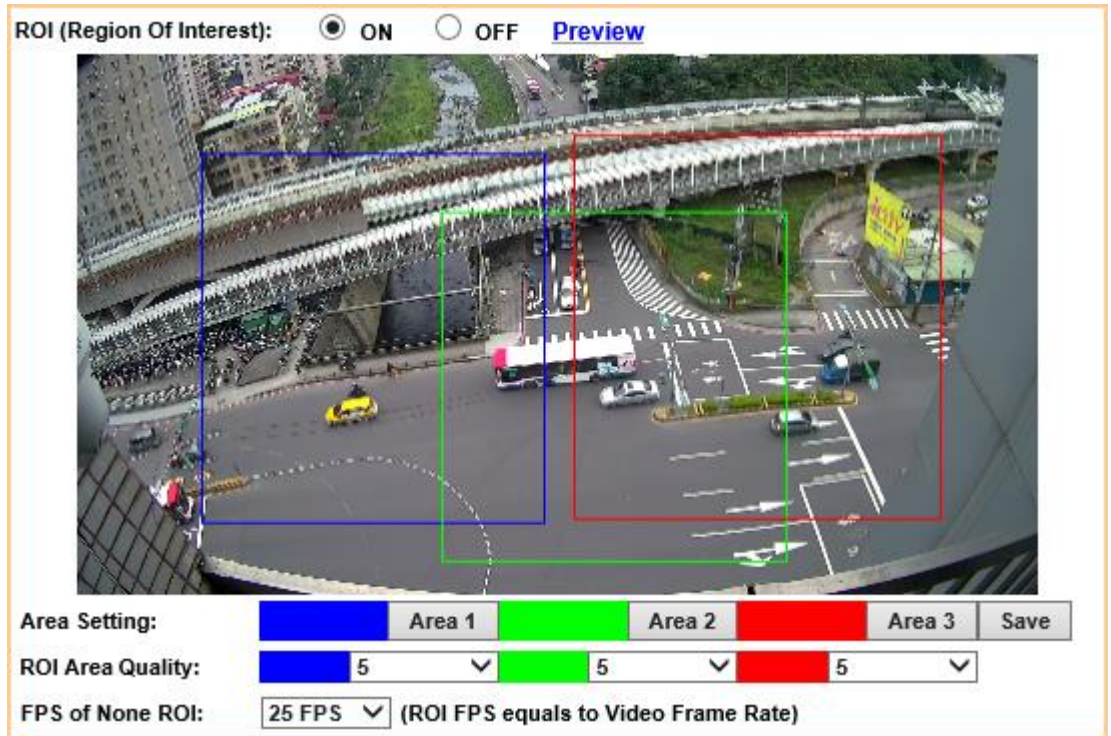 ROI (Region Of Interest): ON OFF Preview
Area Setting: Area 1 Area 2 Area 3 Save
ROI Area Quality: 5 5 5
FPS of None ROI: 25 FPS (ROI FPS equals to Video Frame Rate)